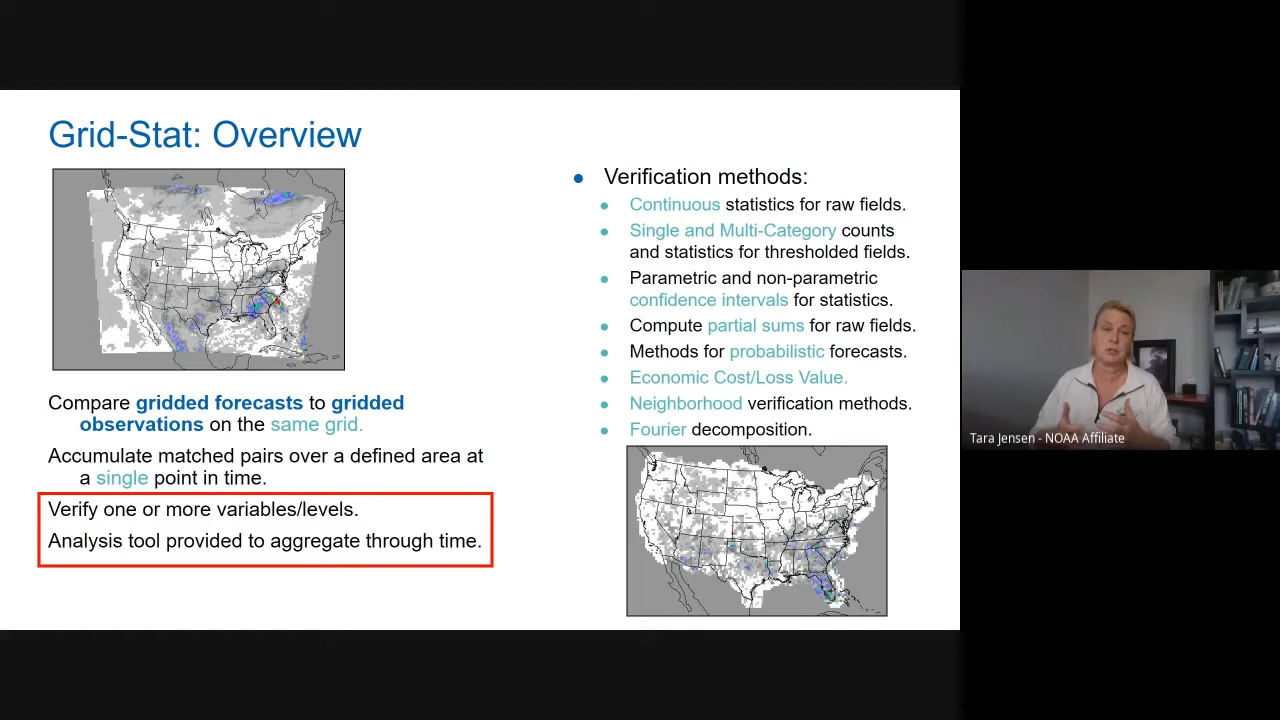 Grid-Stat: Overview
Compare gridded forecasts to gridded
observations on the same grid.
Accumulate matched pairs over a defined area at
a single point in time.
Verify one or more variables/levels.
Analysis tool provided to aggregate through time.
Verification methods:
Continuous statistics for raw fields.
Single and Multi-Category counts
and statistics for thresholded fields.
Parametric and non-parametric
confidence intervals for statistics.
Compute partial sums for raw fields.
Methods for probabilistic forecasts.
Economic Cost/Loss Value.
Neighborhood verification methods.
Fourier decomposition.
Tara Jensen - NOAA Affiliate